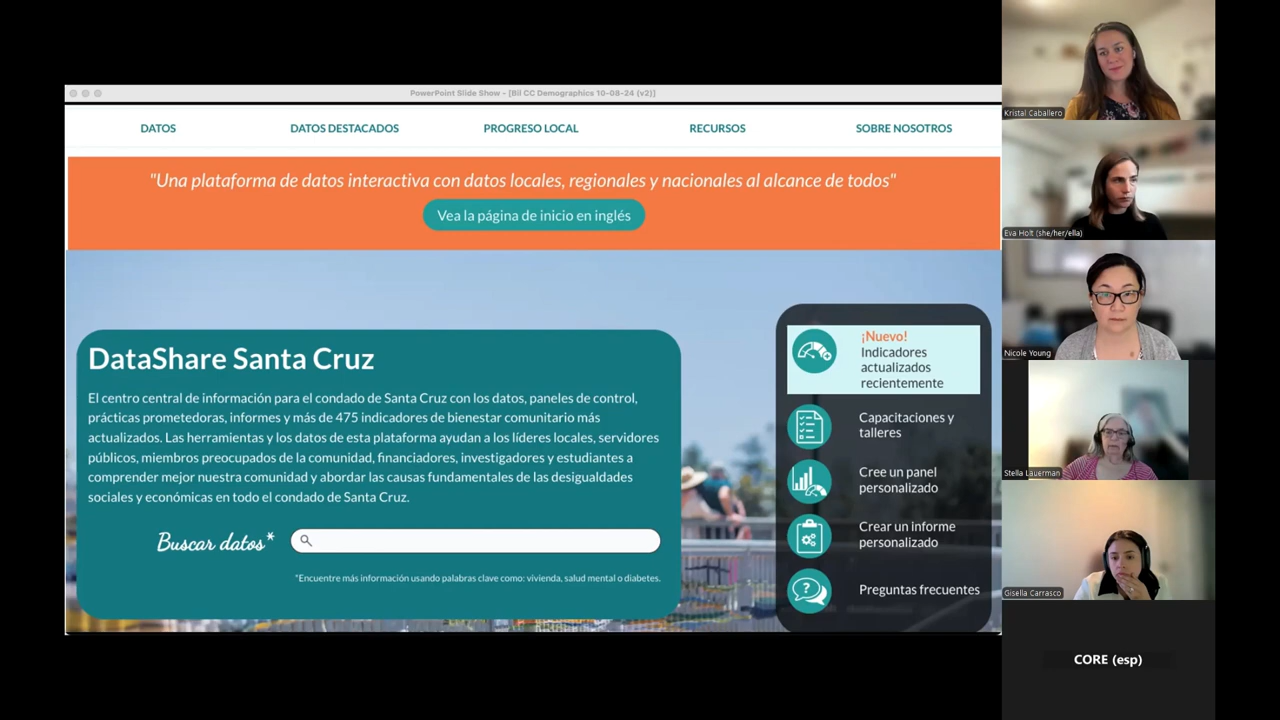 PowerPoint Slide Show - [Bil CC Demographics 10-08-24 (v2)]
DATOS
DATOS DESTACADOS
PROGRESO LOCAL
RECURSOS
SOBRE NOSOTROS
"Una plataforma de datos interactiva con datos locales, regionales y nacionales al alcance de todos"
Vea la página de inicio en inglés
DataShare Santa Cruz
El centro central de información para el condado de Santa Cruz con los datos, paneles de control,
prácticas prometedoras, informes y más de 475 indicadores de bienestar comunitario más
actualizados. Las herramientas y los datos de esta plataforma ayudan a los líderes locales, servidores
públicos, miembros preocupados de la comunidad, financiadores, investigadores y estudiantes a
comprender mejor nuestra comunidad y abordar las causas fundamentales de las desigualdades
sociales y económicas en todo el condado de Santa Cruz.
Buscar datos*
*Encuentre más información usando palabras clave como: vivienda, salud mental o diabetes.
¡Nuevo!
Indicadores
actualizados
recientemente
Capacitaciones y
talleres
Cree un panel
personalizado
Crear un informe
personalizado
Preguntas frecuentes
Kristal Caballero
Eva Holt (she/her/ella)
Nicole Young
Stella Lauerman
Gisella Carrasco
CORE (esp)